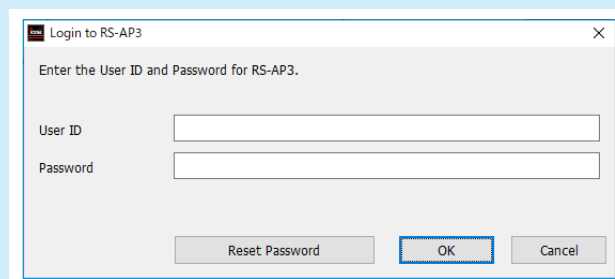 Login to RS-AP3
Enter the User ID and Password for RS-AP3.
User ID
Password
Reset Password
OK
Cancel